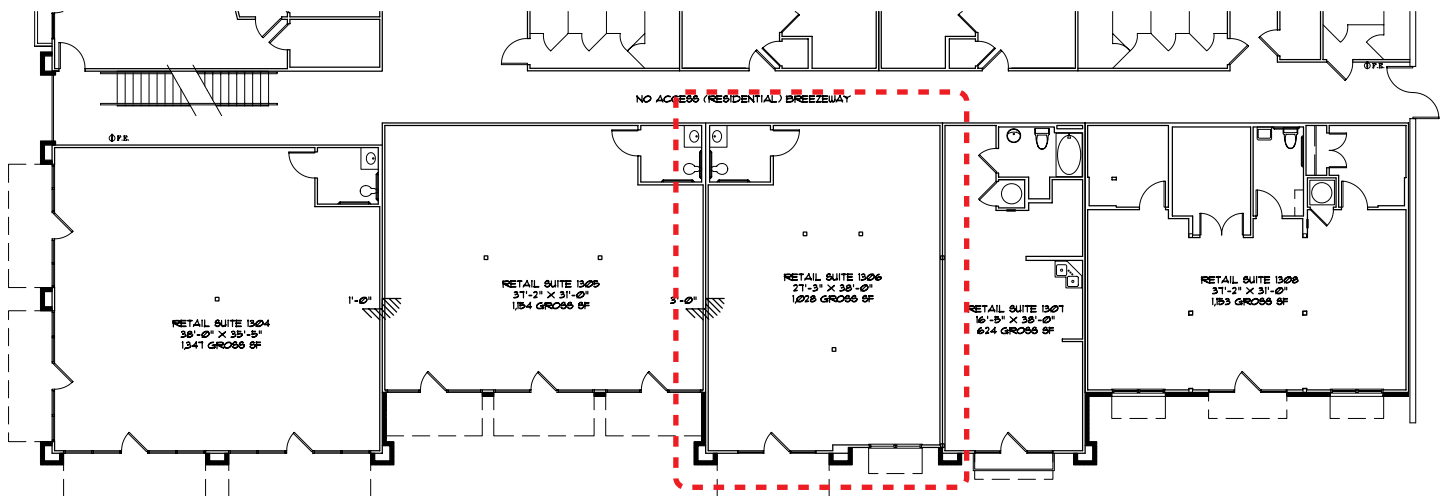 F.E.
NO ACCESS (RESIDENTIAL) BREEZEWAY
F.E.
RETAIL SUITE 1304
38'-0" X 35'-5"
1,347 GROSS SF
1'-0"
RETAIL SUITE 1305
37'-2" X 31'-0"
1,154 GROSS SF
3'-0"
RETAIL SUITE 1306
27'-3" X 38'-0"
1,028 GROSS SF
RETAIL SUITE 1307
16'-5" X 38'-0"
624 GROSS SF
RETAIL SUITE 1308
37'-2" X 31'-0"
1,153 GROSS SF